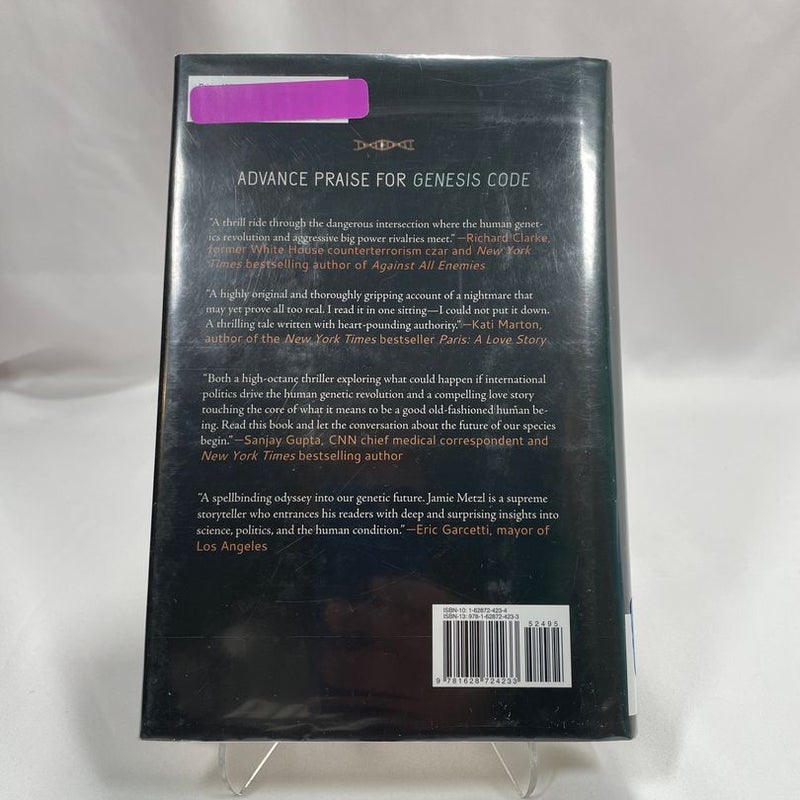 ADVANCE PRAISE FOR GENESIS CODE
“A thrill ride through the dangerous intersection where the human genet-
ics revolution and aggressive big power rivalries meet.” —Richard Clarke,
former White House counterterrorism czar and New York
Times bestselling author of Against All Enemies
“A highly original and thoroughly gripping account of a nightmare that
may yet prove all too real. I read it in one sitting—I could not put it down.
A thrilling tale written with heart-pounding authority.” —Kati Marton,
author of the New York Times bestseller Paris: A Love Story
“Both a high-octane thriller exploring what could happen if international
politics drive the human genetic revolution and a compelling love story
touching the core of what it means to be a good old-fashioned human be-
ing. Read this book and let the conversation about the future of our species
begin.” —Sanjay Gupta, CNN chief medical correspondent and
New York Times bestselling author
“A spellbinding odyssey into our genetic future. Jamie Metzl is a supreme
storyteller who entrances his readers with deep and surprising insights into
science, politics, and the human condition.” —Eric Garcetti, mayor of
Los Angeles
ISBN-10: 1-62872-423-4
ISBN-13: 978-1-62872-423-3
52495
9 781628 724233